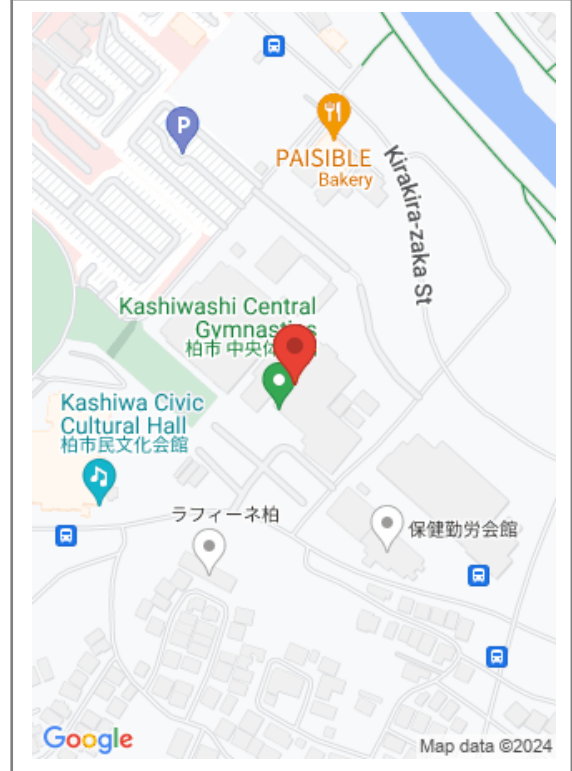 P
PAISIBLE
Bakery
Kirakira-zaka St
Kashiwashi Central
Gymnastics
柏市 中央体
Kashiwa Civic
Cultural Hall
柏市民文化会館
ラフィーネ柏
保健勤労会館
Google
Map data ©2024